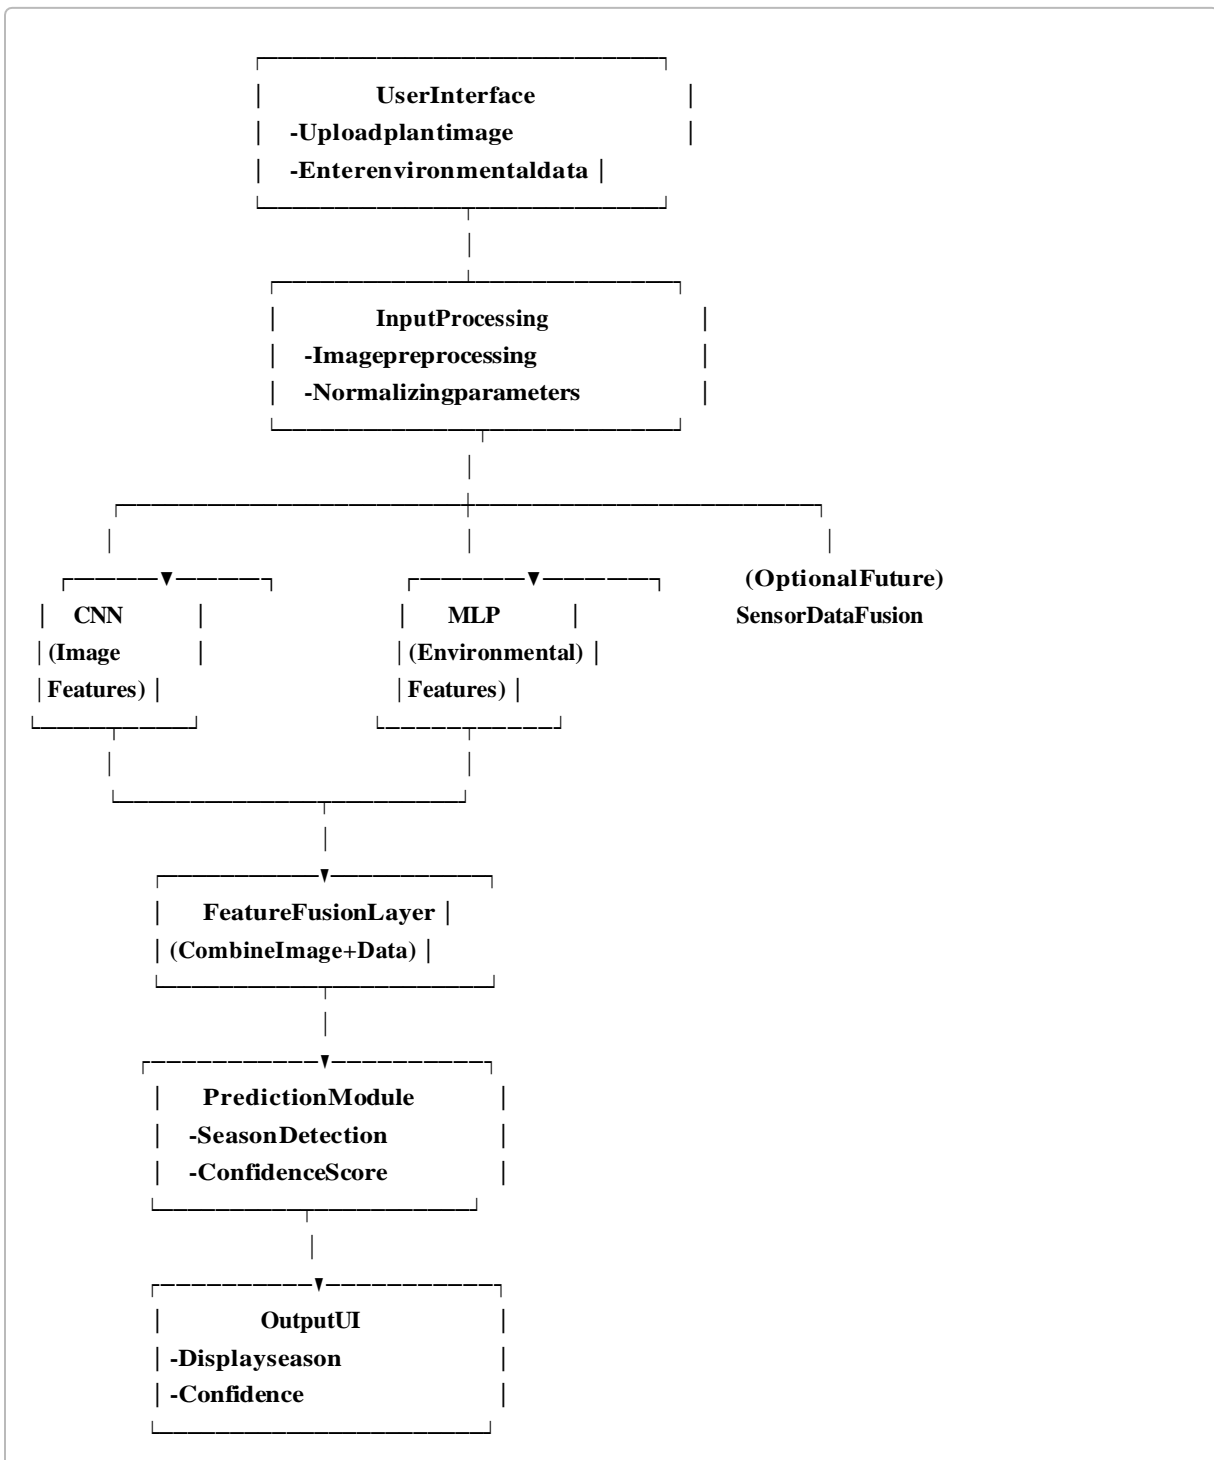 UserInterface
-Uploadplantimage
-Enterenvironmentaldata
InputProcessing
-Imagepreprocessing
-Normalizingparameters
(OptionalFuture)
CNN MLP SensorDataFusion
(Image (Environmental)
Features) Features)
FeatureFusionLayer
(CombineImage+Data)
PredictionModule
-SeasonDetection
-ConfidenceScore
OutputUI
-Displayseason
-Confidence